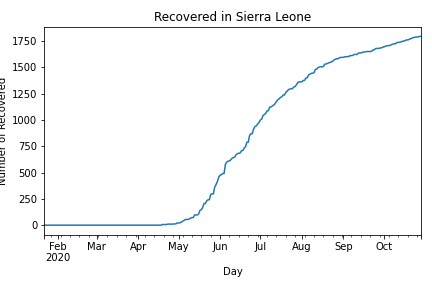 Recovered in Sierra Leone
Number of Recovered
1750
1500
1250
1000
750
500
250
0
Feb Mar Apr May Jun Jul Aug Sep Oct
2020
Day